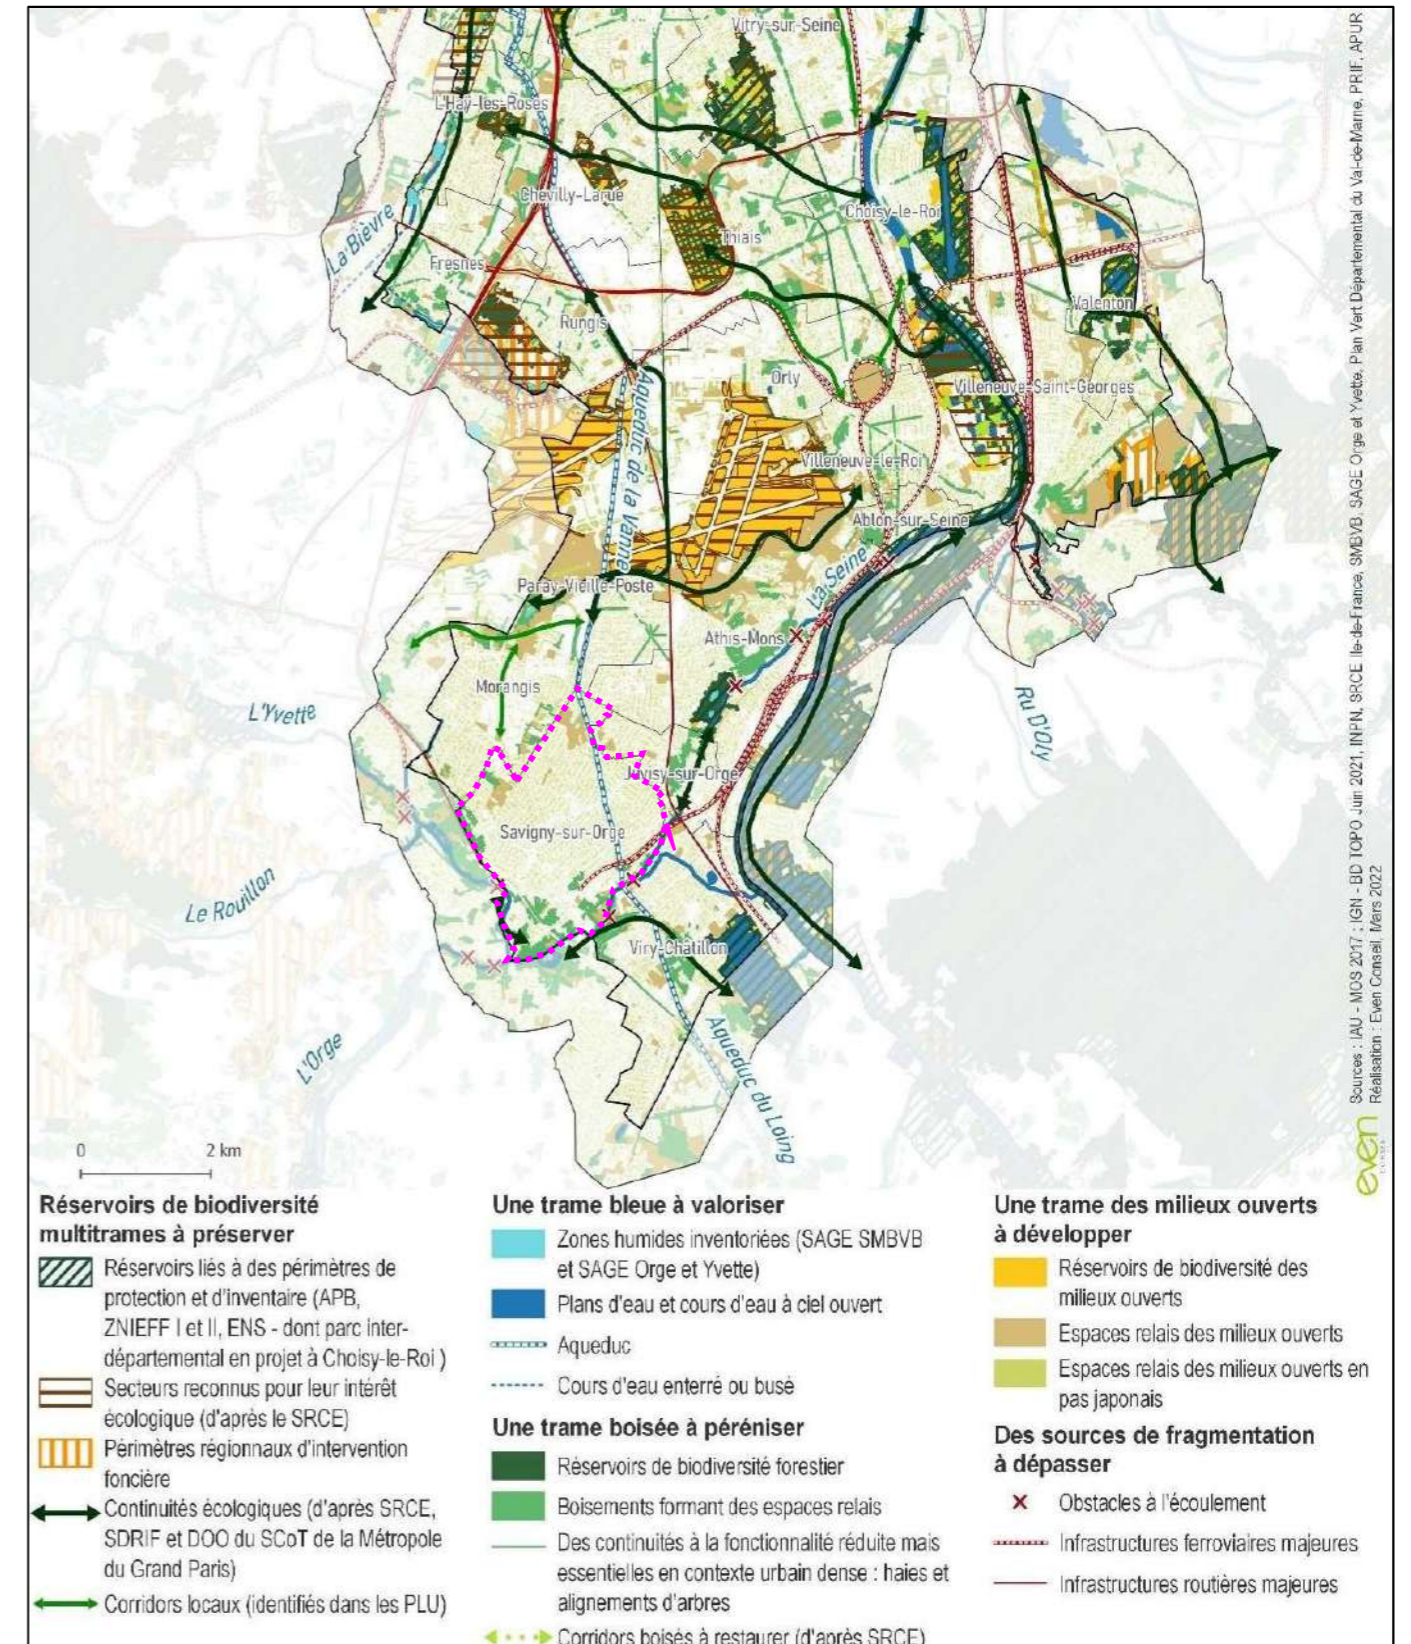 Vitry-sur-Seine
L'Haÿ-les-Roses
Chevilly-Larue
Choisy-le-Roi
La Bièvre
Thiais
Fresnes
Valenton
Rungis
Orly
Villeneuve-Saint-Georges
Aqueduc de la Vanne
Villeneuve-le-Roi
Ablon-sur-Seine
La Seine
Paray-Vieille-Poste
Athis-Mons
Morangis
L'Yvette
Ru D'Oly
Juvisy-sur-Orge
Savigny-sur-Orge
Le Rouillon
Viry-Châtillon
L'Orge
Aqueduc du Loing
0 2 km
Sources : IAU - MOS 2017 ; IGN - BD TOPO Juin 2021, INPN, SRCE Ile-de-France, SMBVB, SAGE Orge et Yvette, Plan Vert Départemental du Val-de-Marne, PRIF, APUR
Réalisation : Even Conseil, Mars 2022
even
Réservoirs de biodiversité
multitrames à préserver
Réservoirs liés à des périmètres de
protection et d'inventaire (APB,
ZNIEFF I et II, ENS - dont parc inter-
départemental en projet à Choisy-le-Roi )
Secteurs reconnus pour leur intérêt
écologique (d'après le SRCE)
Périmètres régionnaux d'intervention
foncière
Continuités écologiques (d'après SRCE,
SDRIF et DOO du SCoT de la Métropole
du Grand Paris)
Corridors locaux (identifiés dans les PLU)
Une trame bleue à valoriser
Zones humides inventoriées (SAGE SMBVB
et SAGE Orge et Yvette)
Plans d'eau et cours d'eau à ciel ouvert
Aqueduc
Cours d'eau enterré ou busé
Une trame boisée à péréniser
Réservoirs de biodiversité forestier
Boisements formant des espaces relais
Des continuités à la fonctionnalité réduite mais
essentielles en contexte urbain dense : haies et
alignements d'arbres
Corridors boisés à restaurer (d'après SRCE)
Une trame des milieux ouverts
à développer
Réservoirs de biodiversité des
milieux ouverts
Espaces relais des milieux ouverts
Espaces relais des milieux ouverts en
pas japonais
Des sources de fragmentation
à dépasser
Obstacles à l'écoulement
Infrastructures ferroviaires majeures
Infrastructures routières majeures